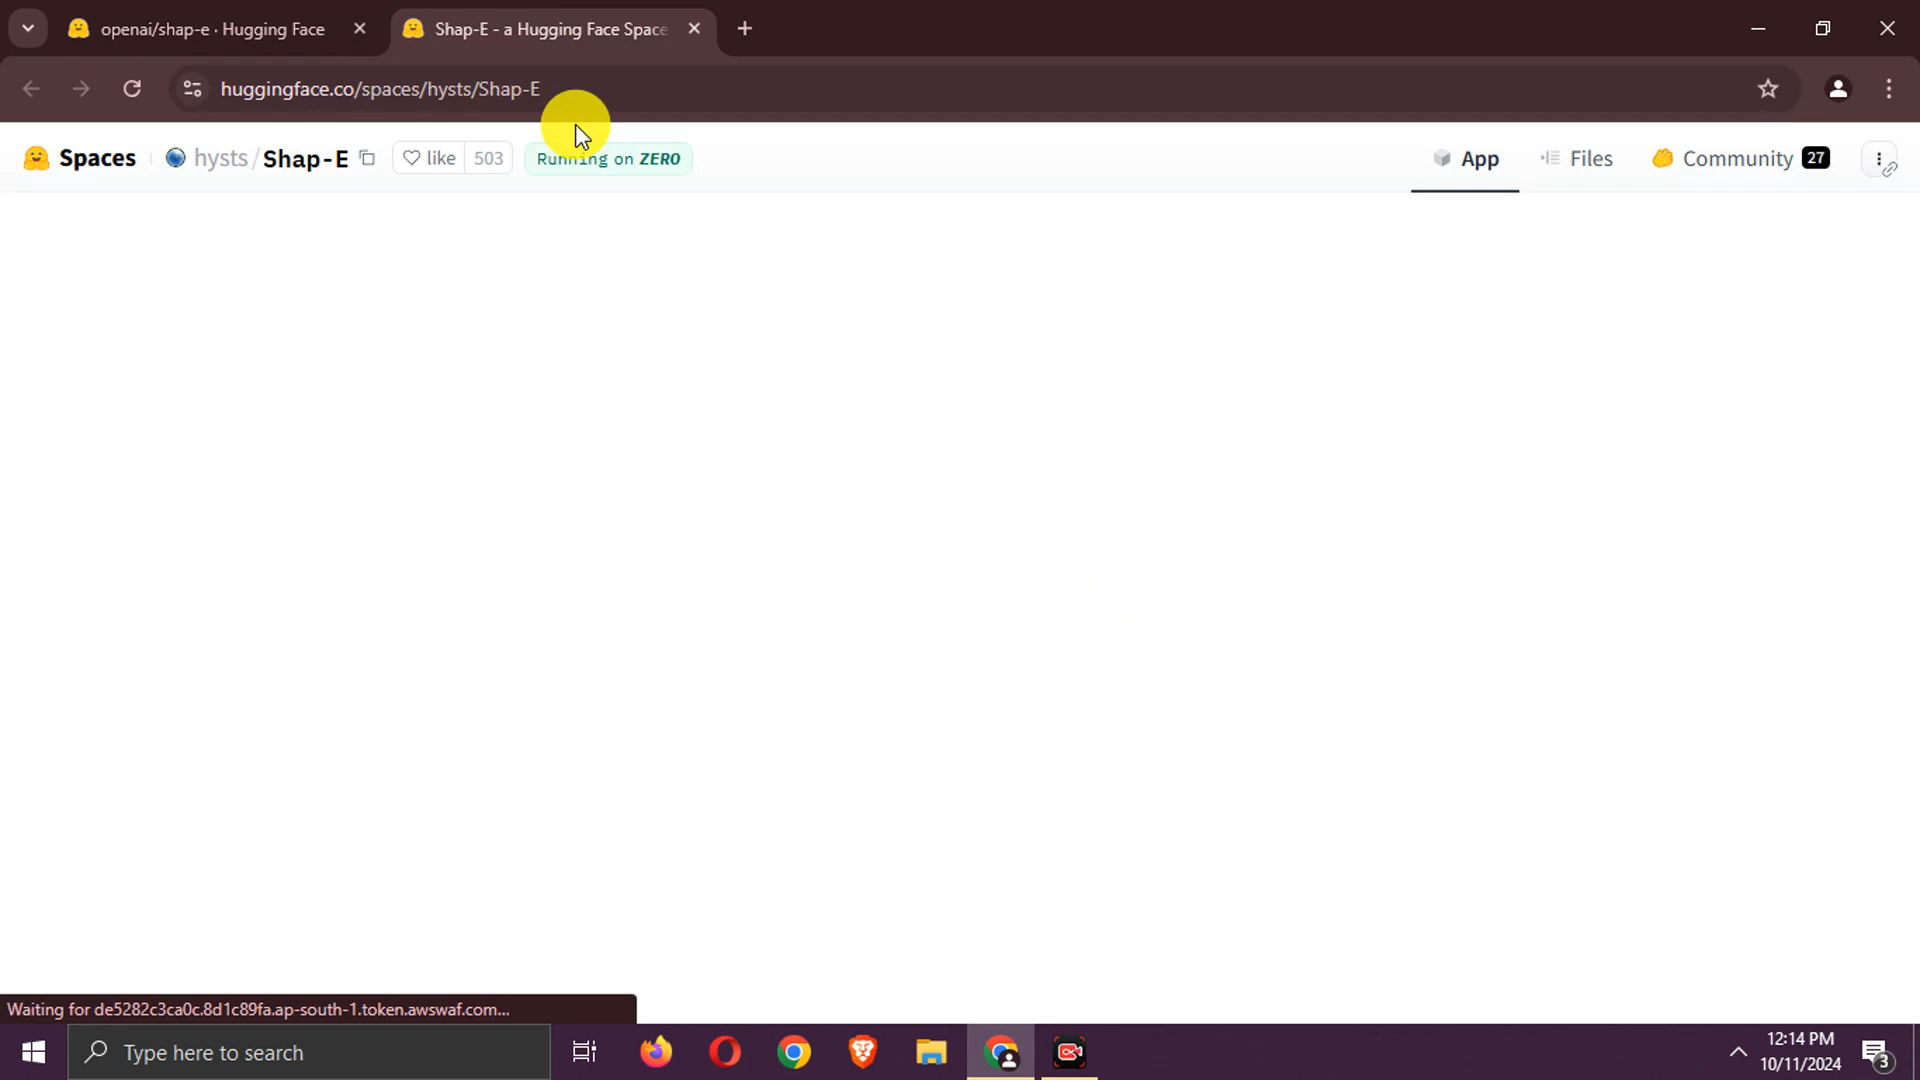 openai/shap-e · Hugging Face
Shap-E - a Hugging Face Space
huggingface.co/spaces/hysts/Shap-E
Spaces
hysts/Shap-E
like 503
Running on ZERO
App
Files
Community 27
Waiting for de5282c3ca0c.8d1c89fa.ap-south-1.token.awswaf.com...
Type here to search
12:14 PM
10/11/2024
3